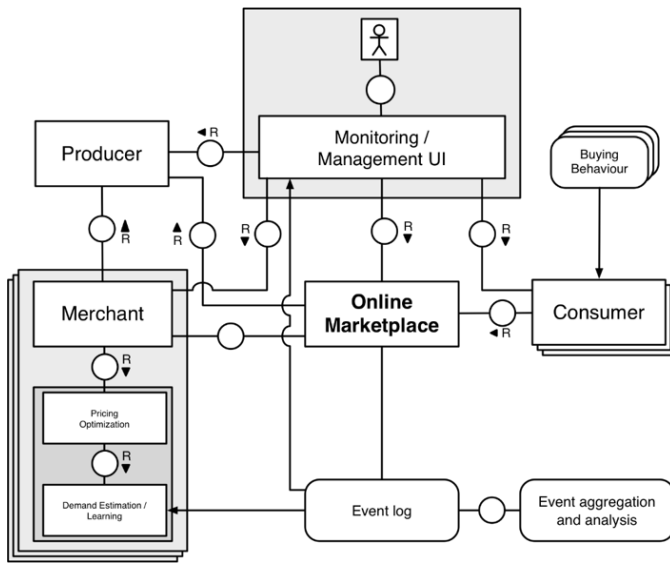 R
Producer
Monitoring /
Management UI
Buying
Behaviour
R
R
R
R
R
Merchant
Online
Marketplace
Consumer
R
R
Pricing
Optimization
R
Demand Estimation /
Learning
Event log
Event aggregation
and analysis